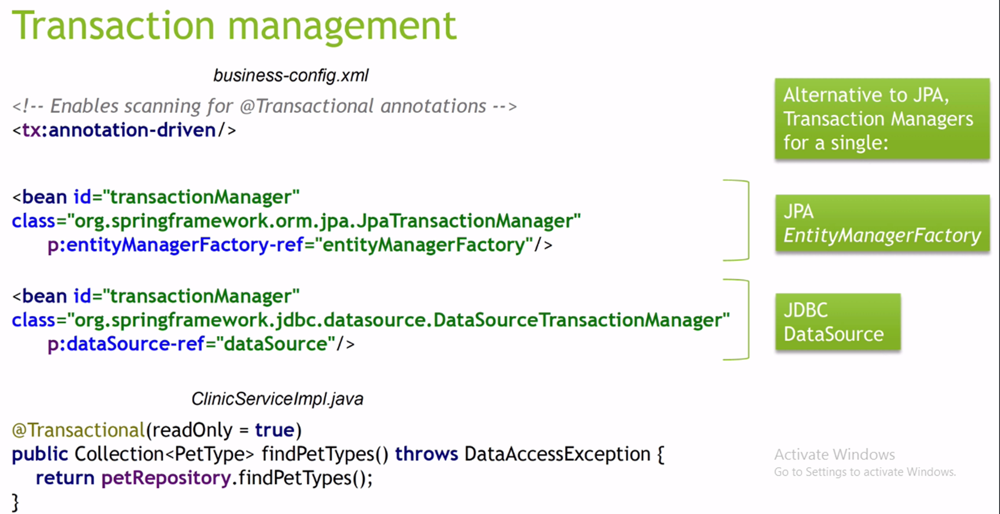 Transaction management
business-config.xml
<!-- Enables scanning for @Transactional annotations -->
<tx:annotation-driven/>
Alternative to JPA,
Transaction Managers
for a single:
<bean id="transactionManager"
class="org.springframework.orm.jpa.JpaTransactionManager"
p:entityManagerFactory-ref="entityManagerFactory"/>
JPA
EntityManagerFactory
<bean id="transactionManager"
class="org.springframework.jdbc.datasource.DataSourceTransactionManager"
p:dataSource-ref="dataSource"/>
JDBC
DataSource
ClinicServiceImpl.java
@Transactional(readOnly = true)
public Collection<PetType> findPetTypes() throws DataAccessException {
return petRepository.findPetTypes();
}
Activate Windows
Go to Settings to activate Windows.